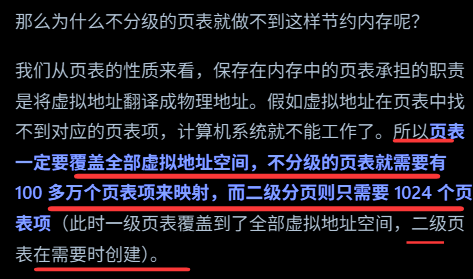 那么为什么不分级的页表就做不到这样节约内存呢？
我们从页表的性质来看，保存在内存中的页表承担的职责
是将虚拟地址翻译成物理地址。假如虚拟地址在页表中找
不到对应的页表项，计算机系统就不能工作了。所以页表
一定要覆盖全部虚拟地址空间，不分级的页表就需要有
100 多万个页表项来映射，而二级分页则只需要 1024 个页
表项（此时一级页表覆盖到了全部虚拟地址空间，二级页
表在需要时创建）。